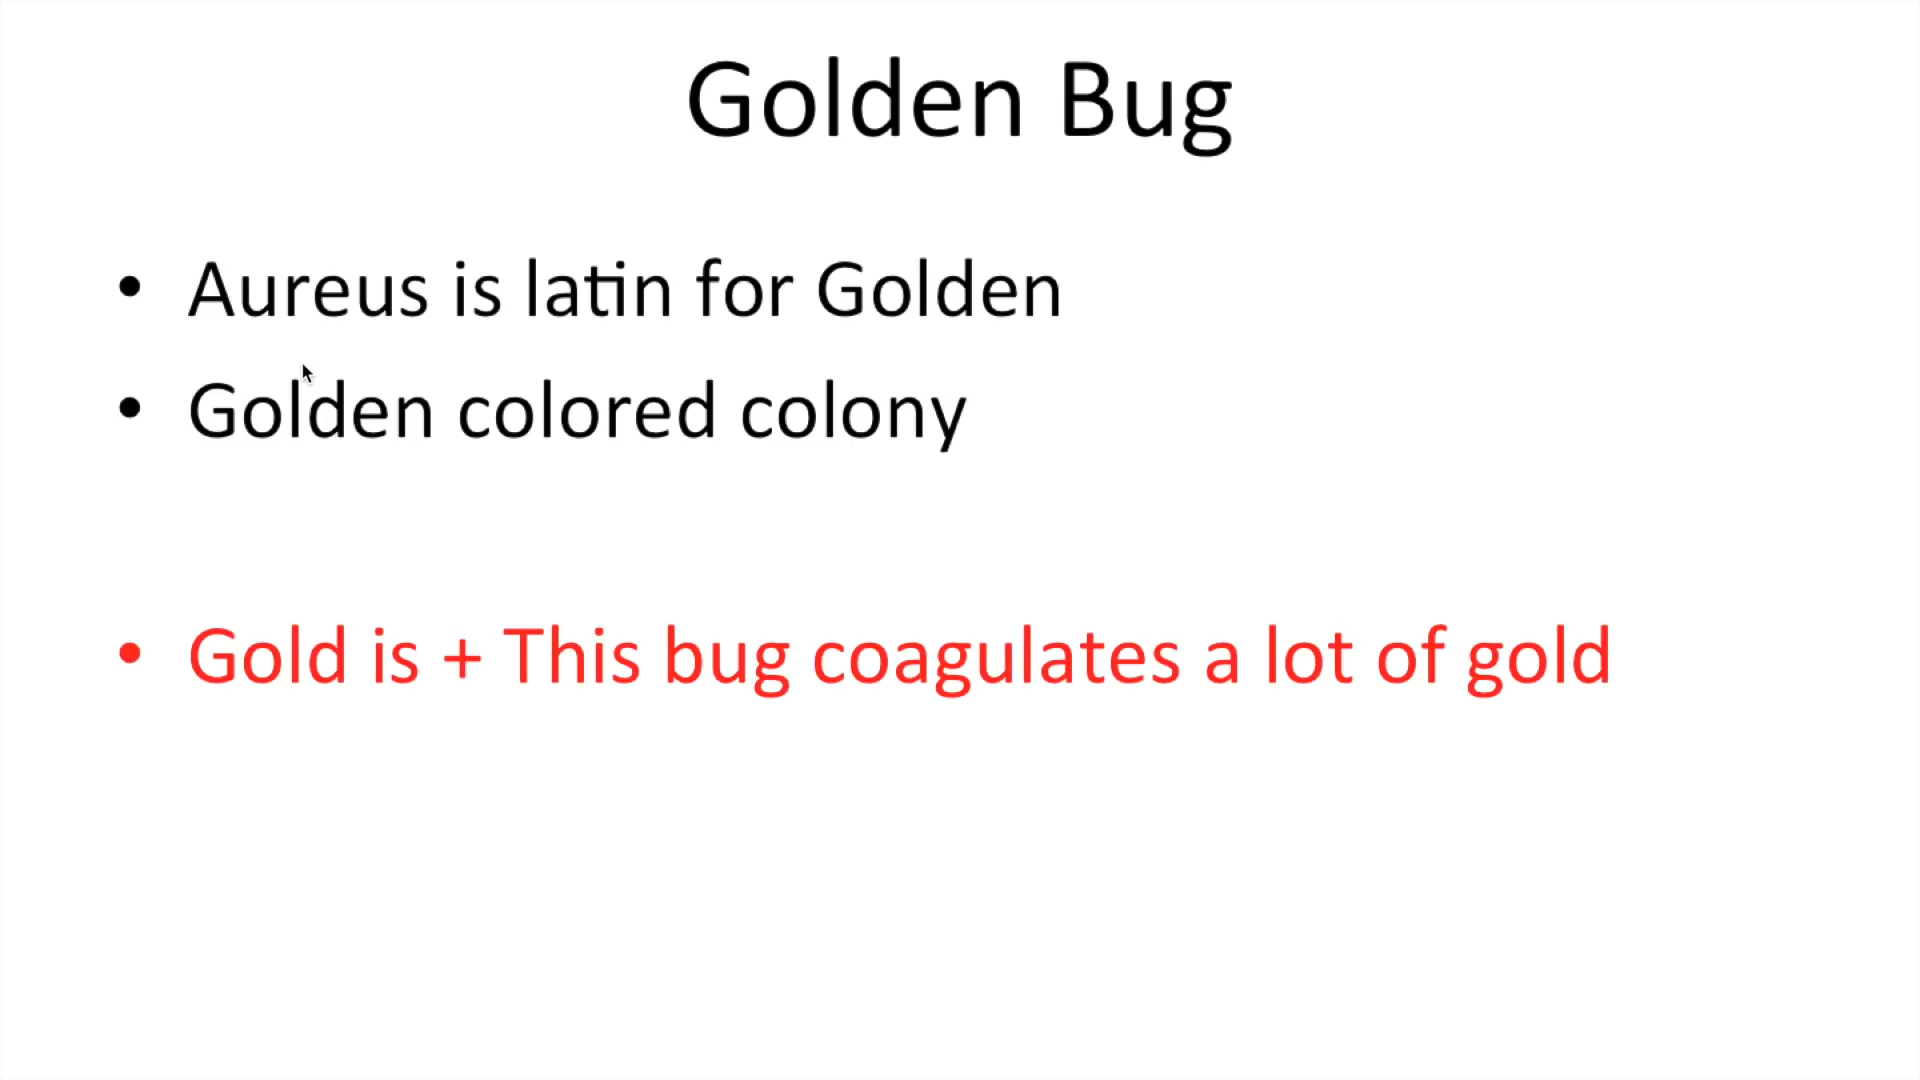 Golden Bug
• Aureus is latin for Golden
• Golden colored colony
• Gold is + This bug coagulates a lot of gold